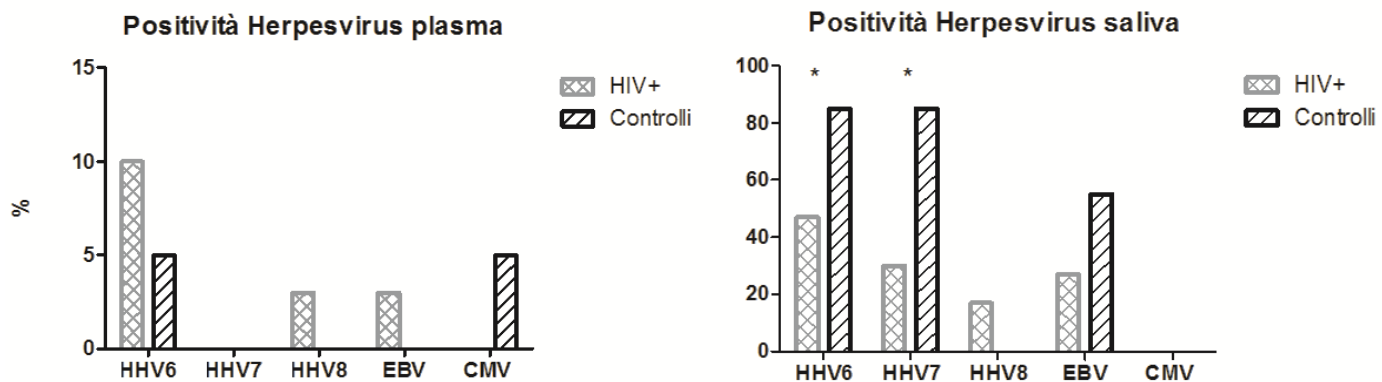 Positività Herpesvirus plasma
15
10
5
0
%
HIV+
Controlli
HHV6 HHV7 HHV8 EBV CMV
Positività Herpesvirus saliva
100
80
60
40
20
0
* *
HIV+
Controlli
HHV6 HHV7 HHV8 EBV CMV